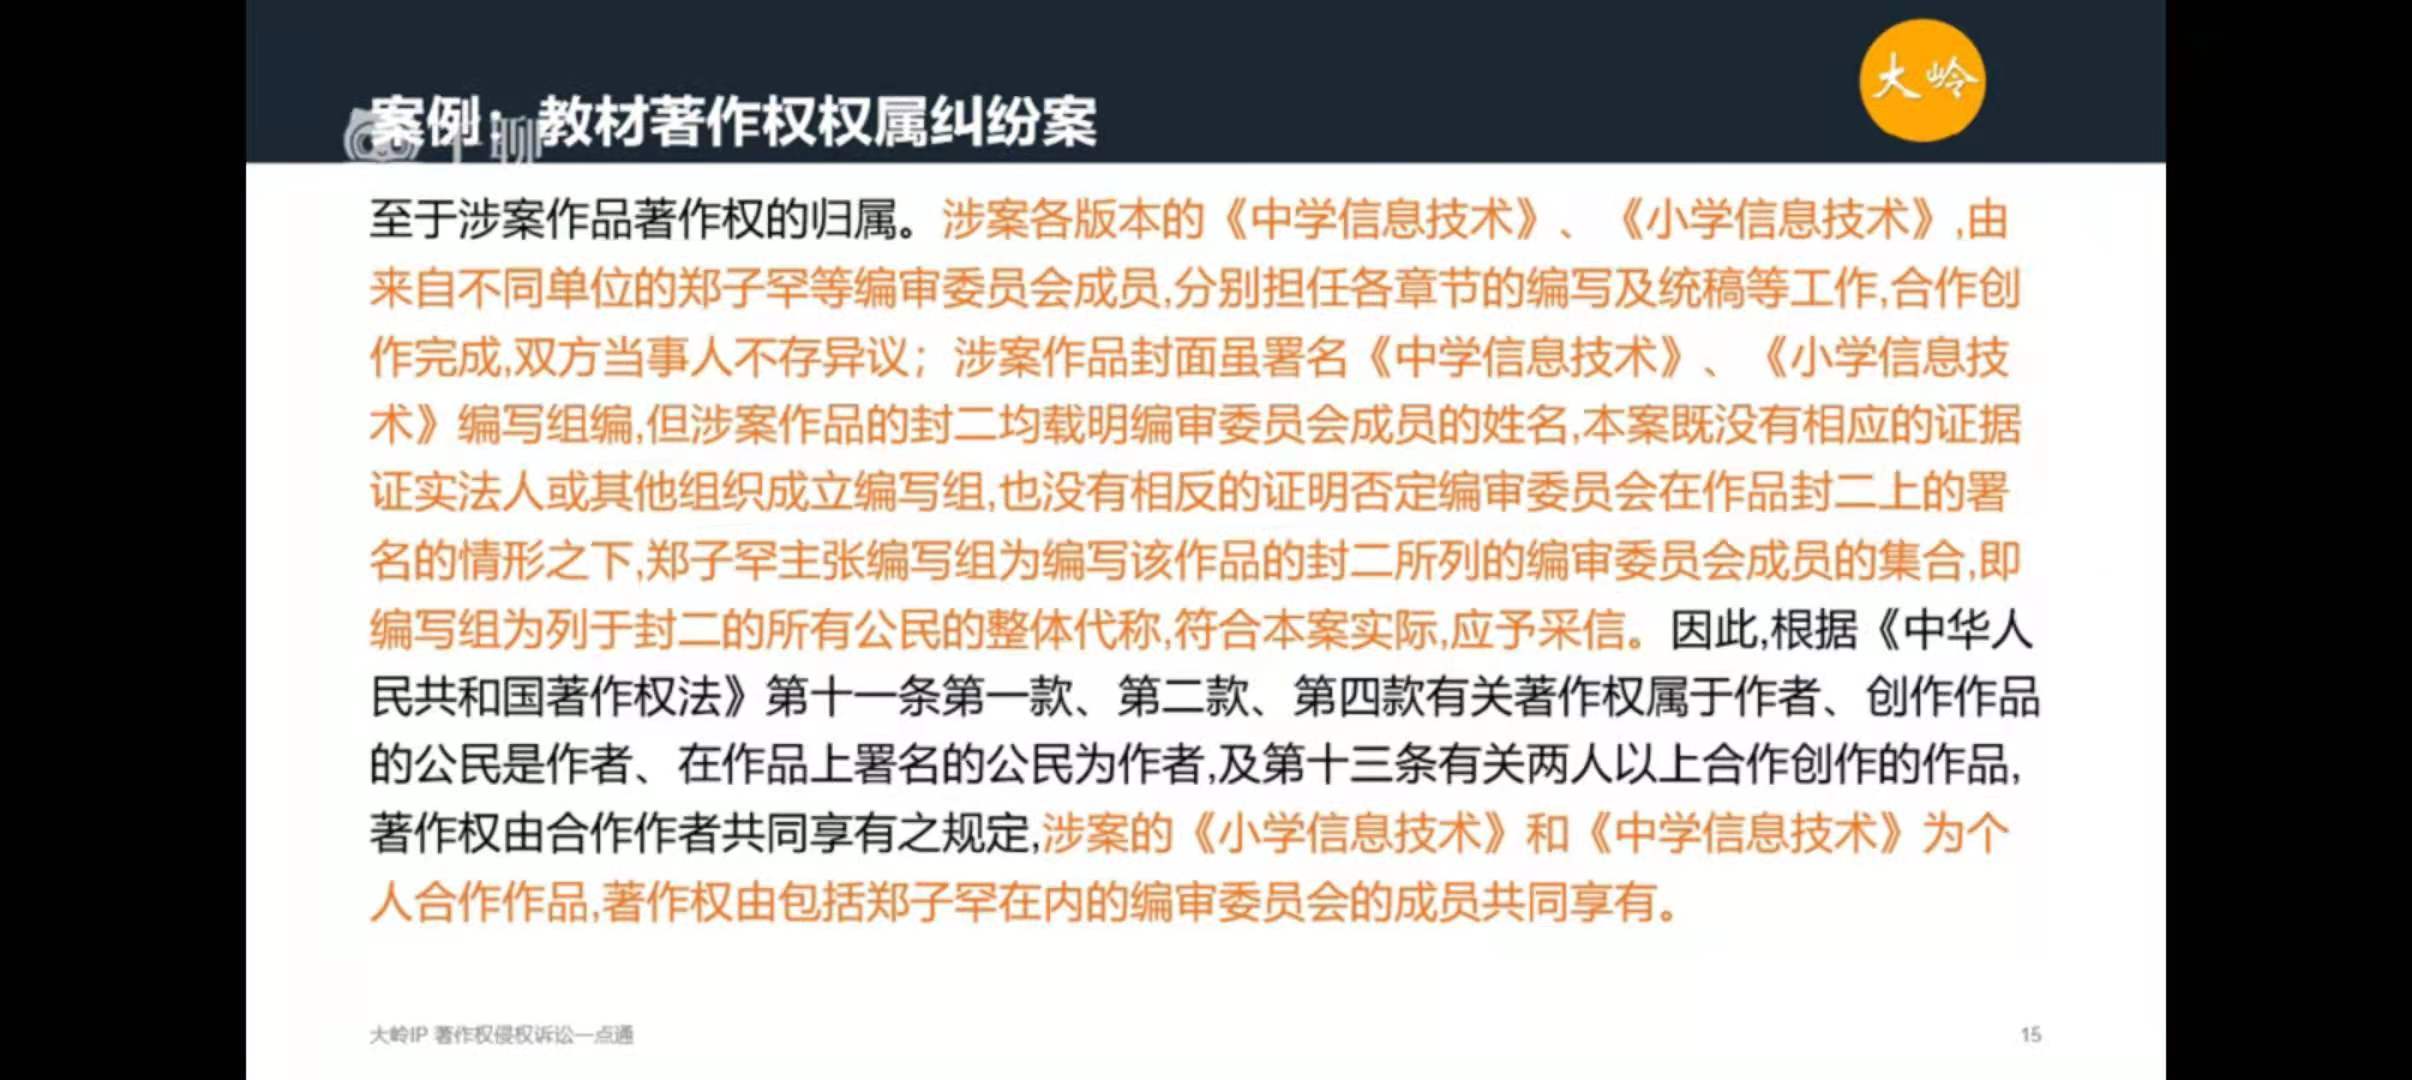 大岭
案例：教材著作权权属纠纷案
千聊
至于涉案作品著作权的归属。涉案各版本的《中学信息技术》、《小学信息技术》,由
来自不同单位的郑子罕等编审委员会成员,分别担任各章节的编写及统稿等工作,合作创
作完成,双方当事人不存异议；涉案作品封面虽署名《中学信息技术》、《小学信息技
术》编写组编,但涉案作品的封二均载明编审委员会成员的姓名,本案既没有相应的证据
证实法人或其他组织成立编写组,也没有相反的证明否定编审委员会在作品封二上的署
名的情形之下,郑子罕主张编写组为编写该作品的封二所列的编审委员会成员的集合,即
编写组为列于封二的所有公民的整体代称,符合本案实际,应予采信。因此,根据《中华人
民共和国著作权法》第十一条第一款、第二款、第四款有关著作权属于作者、创作作品
的公民是作者、在作品上署名的公民为作者,及第十三条有关两人以上合作创作的作品,
著作权由合作作者共同享有之规定,涉案的《小学信息技术》和《中学信息技术》为个
人合作作品,著作权由包括郑子罕在内的编审委员会的成员共同享有。
大岭IP 著作权侵权诉讼一点通
15